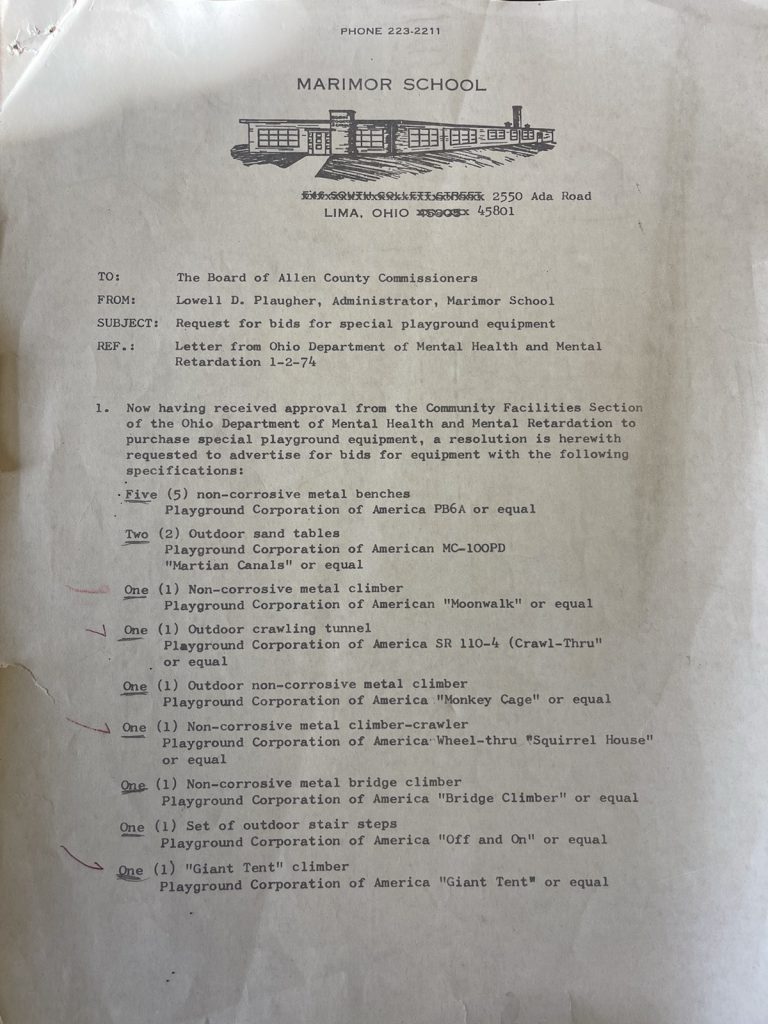 PHONE 223-2211
MARIMOR SCHOOL
2550 Ada Road
LIMA, OHIO 45801
TO: The Board of Allen County Commissioners
FROM: Lowell D. Plaugher, Administrator, Marimor School
SUBJECT: Request for bids for special playground equipment
REF.: Letter from Ohio Department of Mental Health and Mental
Retardation 1-2-74
1. Now having received approval from the Community Facilities Section
of the Ohio Department of Mental Health and Mental Retardation to
purchase special playground equipment, a resolution is herewith
requested to advertise for bids for equipment with the following
specifications:
Five (5) non-corrosive metal benches
Playground Corporation of America PB6A or equal
Two (2) Outdoor sand tables
Playground Corporation of American MC-100PD
"Martian Canals" or equal
One (1) Non-corrosive metal climber
Playground Corporation of American "Moonwalk" or equal
One (1) Outdoor crawling tunnel
Playground Corporation of America SR 110-4 (Crawl-Thru"
or equal
One (1) Outdoor non-corrosive metal climber
Playground Corporation of America "Monkey Cage" or equal
One (1) Non-corrosive metal climber-crawler
Playground Corporation of America Wheel-thru "Squirrel House"
or equal
One (1) Non-corrosive metal bridge climber
Playground Corporation of America "Bridge Climber" or equal
One (1) Set of outdoor stair steps
Playground Corporation of America "Off and On" or equal
One (1) "Giant Tent" climber
Playground Corporation of America "Giant Tent" or equal